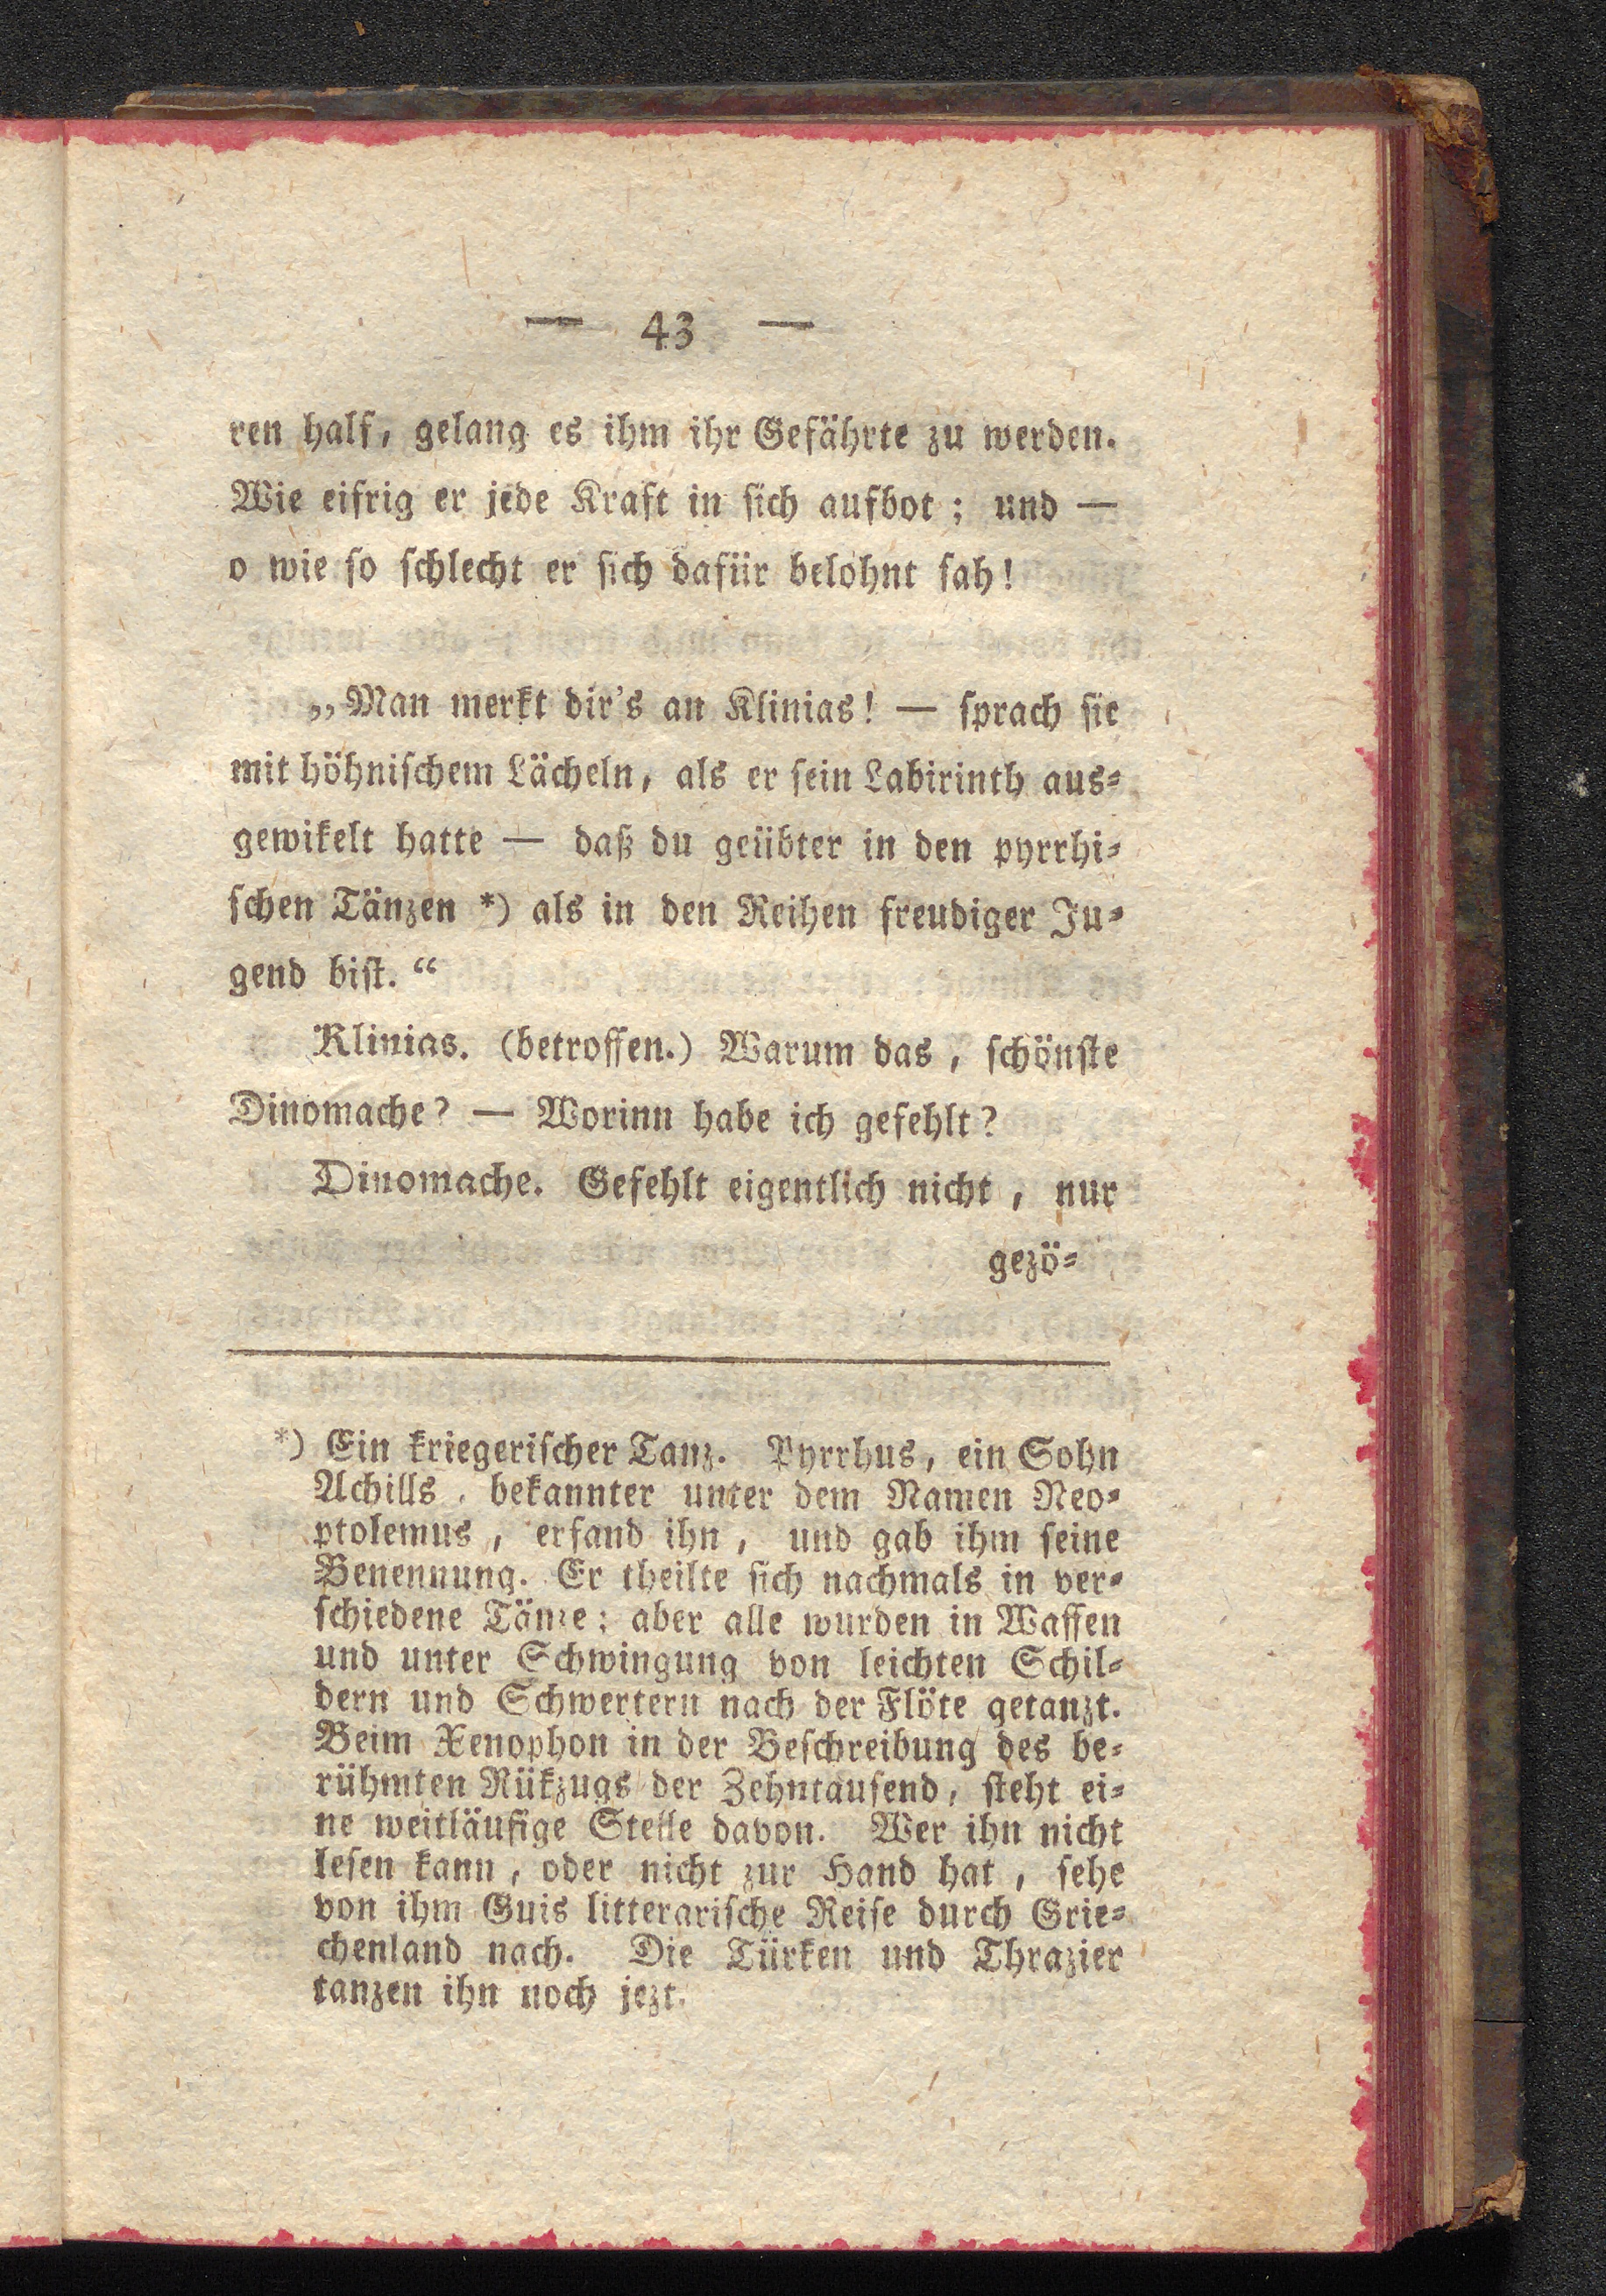 — 43 —
ren half, gelang es ihm ihr Gefährte zu werden.
Wie eifrig er jede Kraft in ſich aufbot; und —
o wie ſo ſchlecht er ſich dafür belohnt ſah!
„Man merkt dir's an Klinias! — ſprach ſie
mit höhniſchem Lächeln, als er ſein Labirinth aus-
gewikelt hatte — daß du geübter in den pyrrhi-
ſchen Tänzen *) als in den Reihen freudiger Ju-
gend biſt.“
Klinias. (betroffen.) Warum das, ſchönſte
Dinomache? — Worinn habe ich gefehlt?
Dinomache. Gefehlt eigentlich nicht, nur
gezö-
*) Ein kriegeriſcher Tanz. Pyrrhus, ein Sohn
Achills, bekannter unter dem Namen Neo-
ptolemus, erfand ihn, und gab ihm ſeine
Benennung. Er theilte ſich nachmals in ver-
ſchiedene Tänze; aber alle wurden in Waffen
und unter Schwingung von leichten Schil-
dern und Schwertern nach der Flöte getanzt.
Beim Xenophon in der Beſchreibung des be-
rühmten Rükzugs der Zehntauſend, ſteht ei-
ne weitläufige Stelle davon. Wer ihn nicht
leſen kann, oder nicht zur Hand hat, ſehe
von ihm Guis litterariſche Reiſe durch Grie-
chenland nach. Die Türken und Thrazier
tanzen ihn noch jezt.